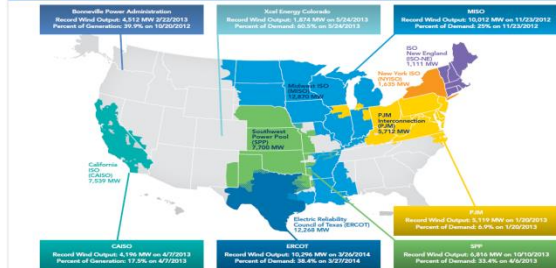 Bonneville Power Administration
Record Wind Output: 4,512 MW 2/22/2013
Percent of Generation: 39.9% on 10/20/2012
Xcel Energy Colorado
Record Wind Output: 1,874 MW on 5/24/2013
Percent of Demand: 60.5% on 5/24/2013
MISO
Record Wind Output: 10,012 MW on 11/23/2012
Percent of Demand: 25% on 11/23/2012
ISO
New England
(ISO-NE)
1,111 MW
New York ISO
(NYISO)
1,635 MW
Midwest ISO
(MISO)
PJM
Interconnection
(PJM)
5,712 MW
Southwest
Power Pool
(SPP)
7,700 MW
California
ISO
(CAISO)
7,539 MW
Electric Reliability
Council of Texas (ERCOT)
12,268 MW
PJM
Record Wind Output: 5,119 MW on 1/20/2013
Percent of Demand: 6.9% on 1/20/2013
CAISO
Record Wind Output: 4,196 MW on 4/7/2013
Percent of Generation: 17.5% on 4/7/2013
ERCOT
Record Wind Output: 10,296 MW on 3/26/2014
Percent of Demand: 38.4% on 3/27/2014
SPP
Record Wind Output: 6,816 MW on 10/10/2013
Percent of Demand: 33.4% on 4/6/2013